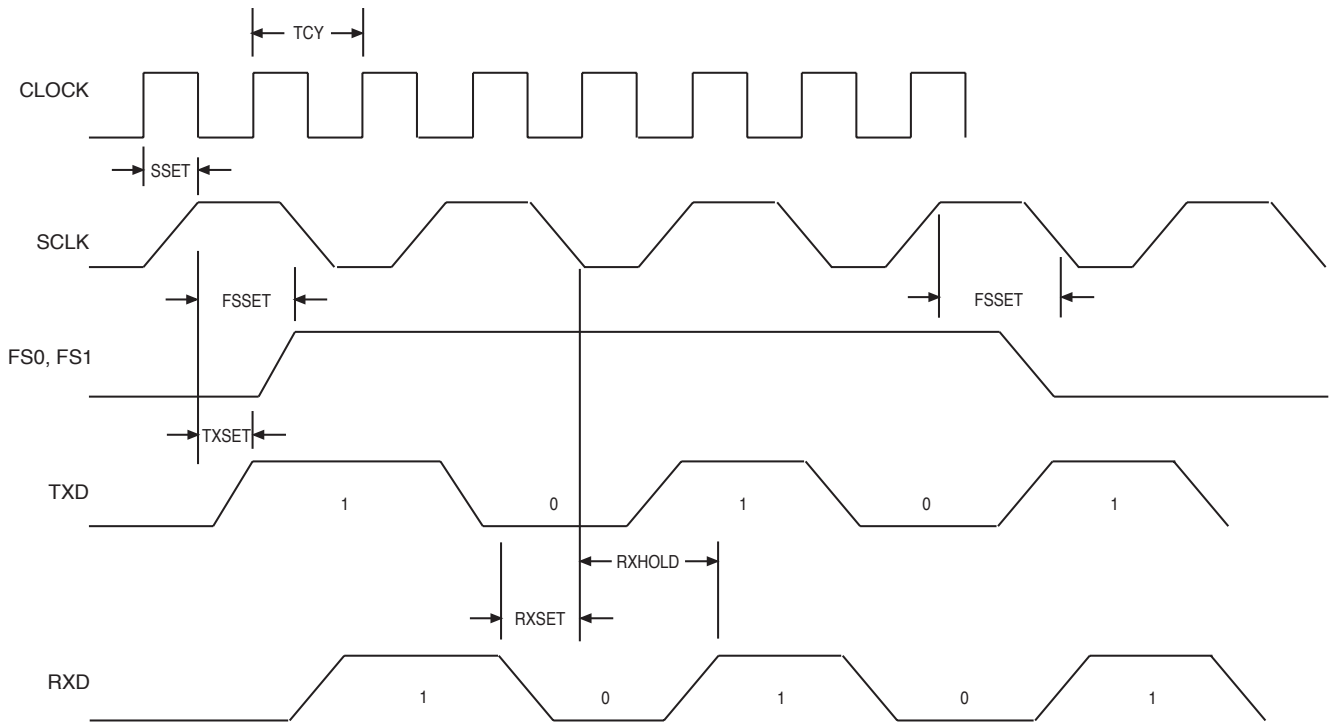 TCY
CLOCK
SSET
SCLK
FSSET FSSET
FS0, FS1
TXSET
TXD 1 0 1 0 1
RXHOLD
RXSET
RXD 1 0 1 0 1